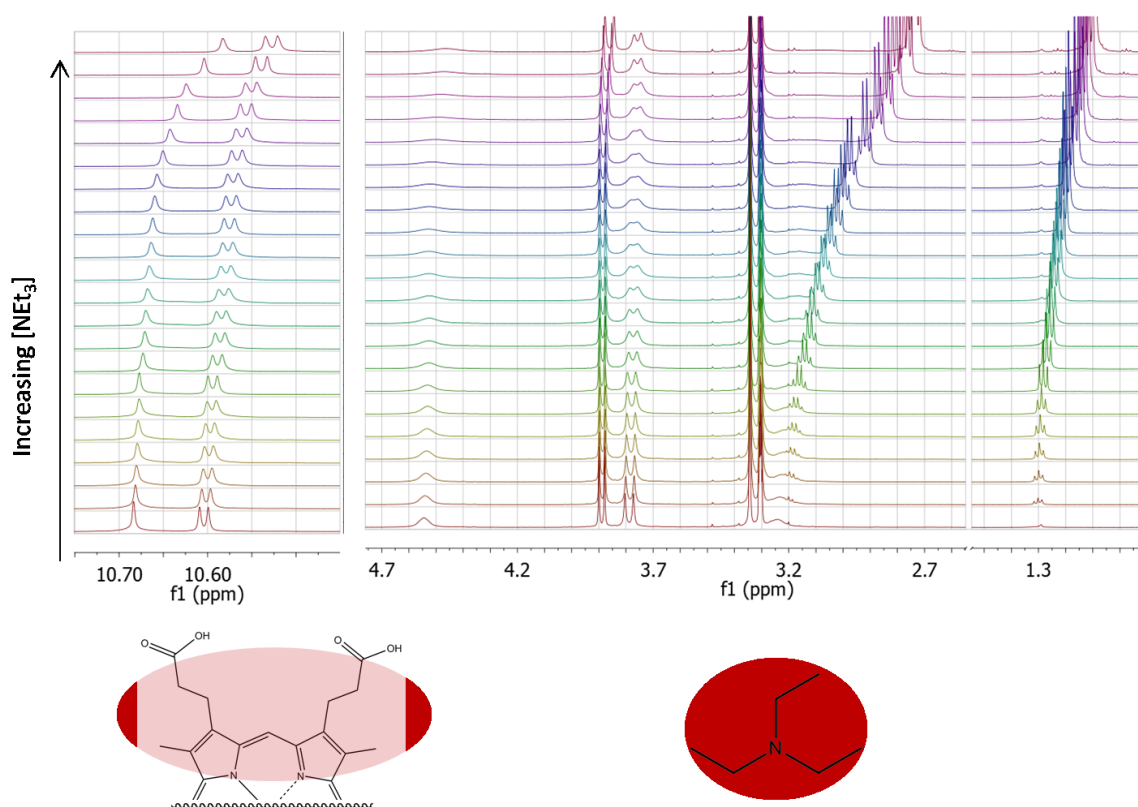 Increasing [NEt3]
10.70 10.60
f1 (ppm)
4.7 4.2 3.7 3.2 2.7 1.3
f1 (ppm)
O OH
O OH
N N
N